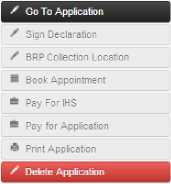 Go To Application
Sign Declaration
BRP Collection Location
Book Appointment
Pay For IHS
Pay for Application
Print Application
Delete Application